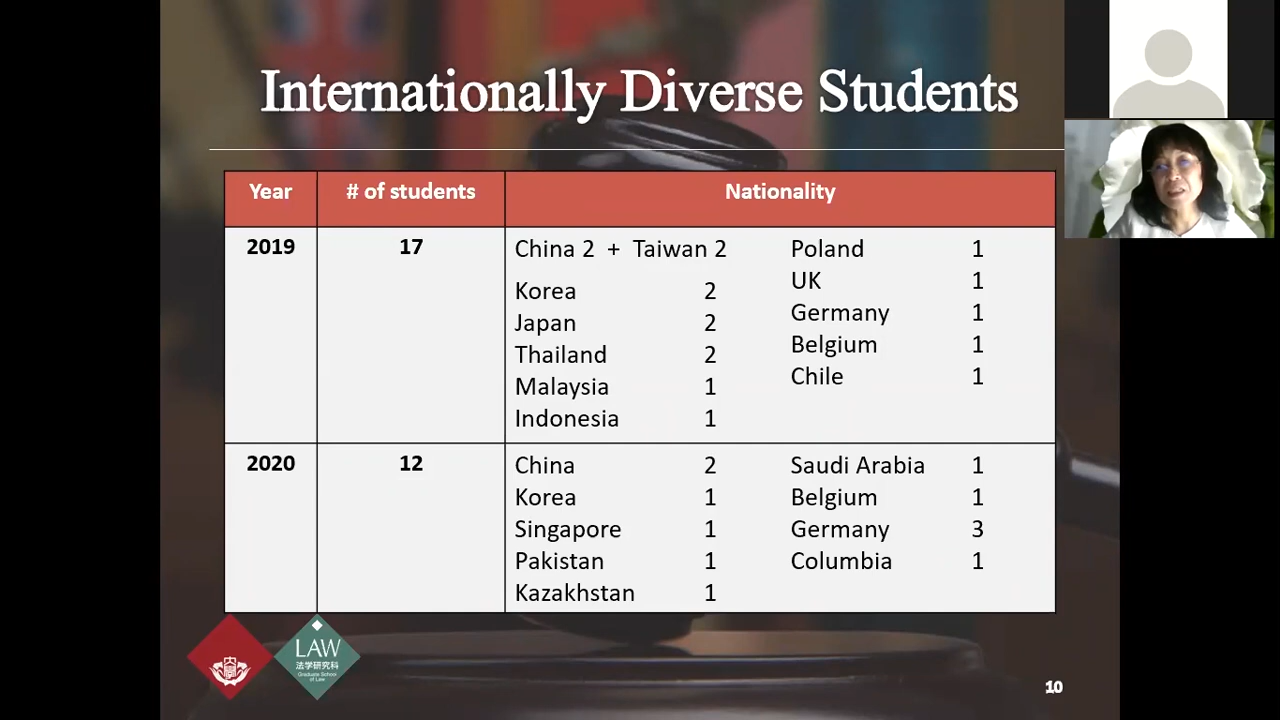 Internationally Diverse Students
Year # of students Nationality
2019 17
China 2 + Taiwan 2
Korea 2
Japan 2
Thailand 2
Malaysia 1
Indonesia 1
Poland 1
UK 1
Germany 1
Belgium 1
Chile 1
2020 12
China 2
Korea 1
Singapore 1
Pakistan 1
Kazakhstan 1
Saudi Arabia 1
Belgium 1
Germany 3
Columbia 1
LAW
法学研究科
Graduate School
of Law
10